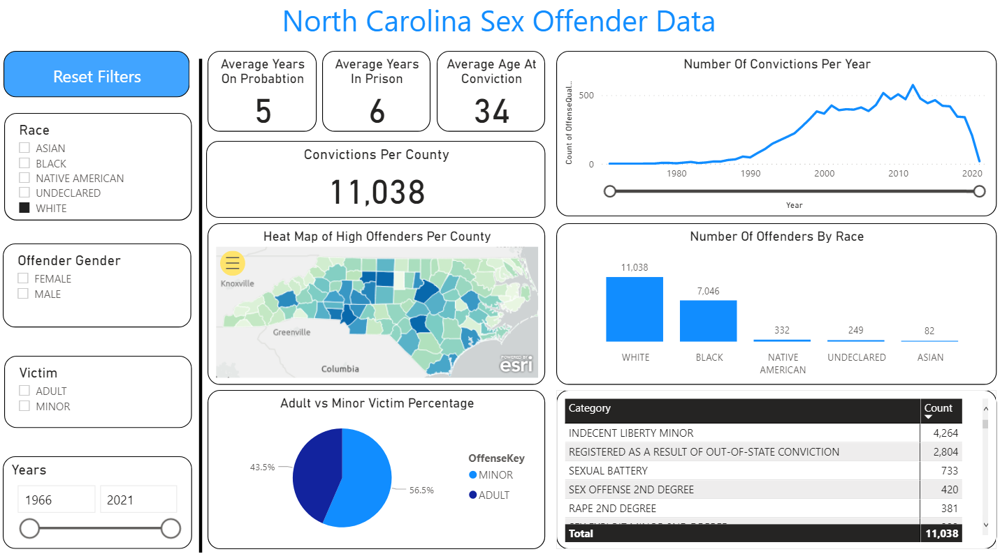 North Carolina Sex Offender Data
Reset Filters
Race
ASIAN
BLACK
NATIVE AMERICAN
UNDECLARED
WHITE
Offender Gender
FEMALE
MALE
Victim
ADULT
MINOR
Years
1966
2021
Average Years
On Probabtion
5
Average Years
In Prison
6
Average Age At
Conviction
34
Convictions Per County
11,038
Heat Map of High Offenders Per County
Knoxville
Greenville
Columbia
POWERED BY
esri
Adult vs Minor Victim Percentage
43.5%
56.5%
OffenseKey
MINOR
ADULT
Number Of Convictions Per Year
Count of OffenseQual...
500
0
1980
1990
2000
2010
2020
Year
Number Of Offenders By Race
11,038
7,046
332
249
82
WHITE
BLACK
NATIVE
AMERICAN
UNDECLARED
ASIAN
Category Count
INDECENT LIBERTY MINOR 4,264
REGISTERED AS A RESULT OF OUT-OF-STATE CONVICTION 2,804
SEXUAL BATTERY 733
SEX OFFENSE 2ND DEGREE 420
RAPE 2ND DEGREE 381
Total 11,038